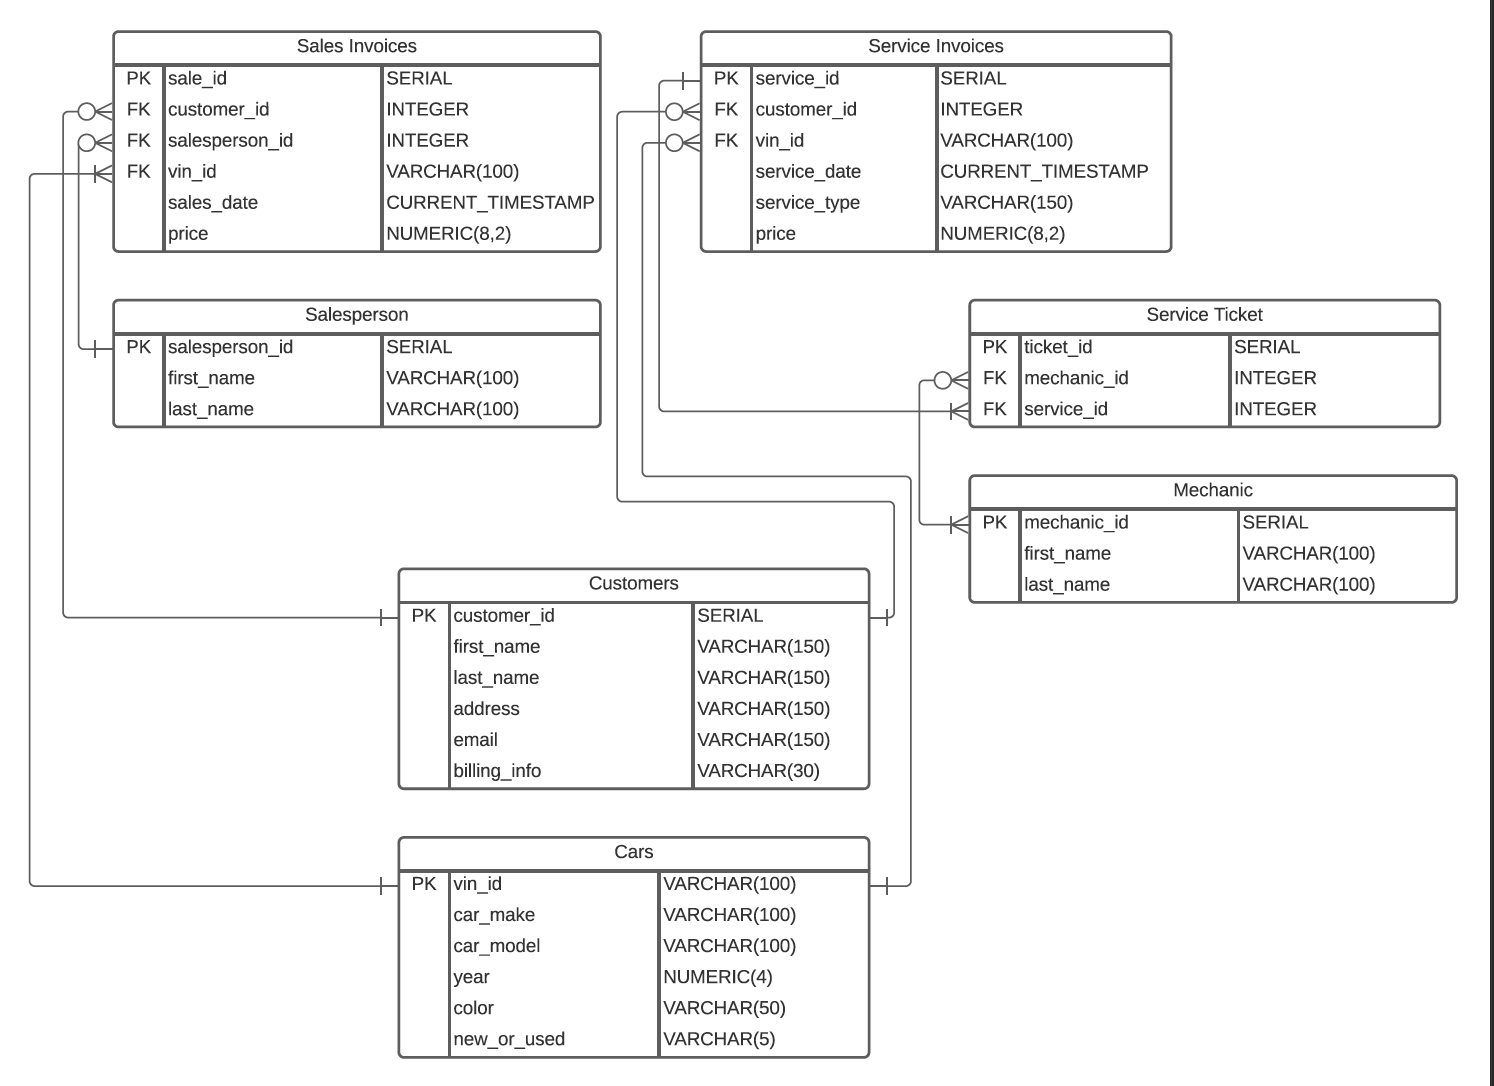 Sales Invoices
PK sale_id SERIAL
FK customer_id INTEGER
FK salesperson_id INTEGER
FK vin_id VARCHAR(100)
sales_date CURRENT_TIMESTAMP
price NUMERIC(8,2)
Service Invoices
PK service_id SERIAL
FK customer_id INTEGER
FK vin_id VARCHAR(100)
service_date CURRENT_TIMESTAMP
service_type VARCHAR(150)
price NUMERIC(8,2)
Salesperson
PK salesperson_id SERIAL
first_name VARCHAR(100)
last_name VARCHAR(100)
Service Ticket
PK ticket_id SERIAL
FK mechanic_id INTEGER
FK service_id INTEGER
Mechanic
PK mechanic_id SERIAL
first_name VARCHAR(100)
last_name VARCHAR(100)
Customers
PK customer_id SERIAL
first_name VARCHAR(150)
last_name VARCHAR(150)
address VARCHAR(150)
email VARCHAR(150)
billing_info VARCHAR(30)
Cars
PK vin_id VARCHAR(100)
car_make VARCHAR(100)
car_model VARCHAR(100)
year NUMERIC(4)
color VARCHAR(50)
new_or_used VARCHAR(5)